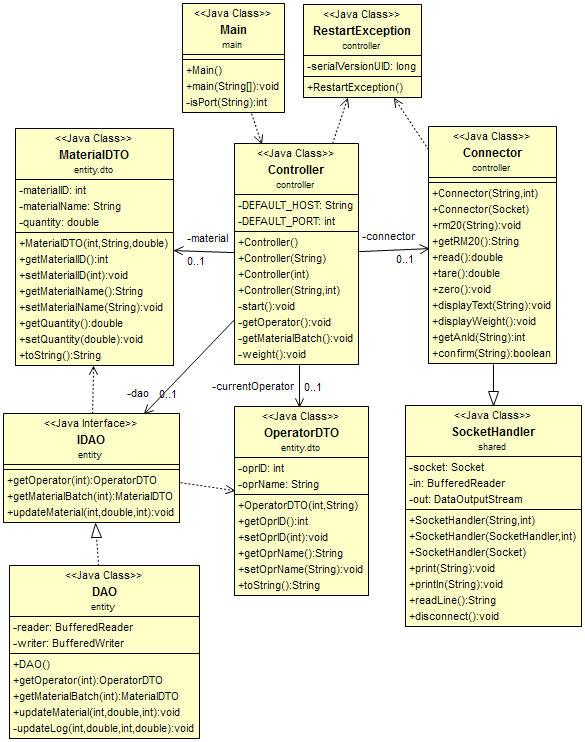 <<Java Class>>
Main
main
+Main()
+main(String[]):void
-isPort(String):int
<<Java Class>>
RestartException
controller
-serialVersionUID: long
+RestartException()
<<Java Class>>
MaterialDTO
entity.dto
-materialID: int
-materialName: String
-quantity: double
+MaterialDTO(int,String,double)
+getMaterialID():int
+setMaterialID(int):void
+getMaterialName():String
+setMaterialName(String):void
+getQuantity():double
+setQuantity(double):void
+toString():String
-material
0..1
<<Java Class>>
Controller
controller
-DEFAULT_HOST: String
-DEFAULT_PORT: int
+Controller()
+Controller(String)
+Controller(int)
+Controller(String,int)
-start():void
-getOperator():void
-getMaterialBatch():void
-weight():void
-connector
0..1
<<Java Class>>
Connector
controller
+Connector(String,int)
+Connector(Socket)
+rm20(String):void
+getRM20():String
+read():double
+tare():double
+zero():void
+displayText(String):void
+displayWeight():void
+getAnId(String):int
+confirm(String):boolean
-dao
0..1
-currentOperator
0..1
<<Java Interface>>
IDAO
entity
+getOperator(int):OperatorDTO
+getMaterialBatch(int):MaterialDTO
+updateMaterial(int,double,int):void
<<Java Class>>
OperatorDTO
entity.dto
-oprID: int
-oprName: String
+OperatorDTO(int,String)
+getOprID():int
+setOprID(int):void
+getOprName():String
+setOprName(String):void
+toString():String
<<Java Class>>
SocketHandler
shared
-socket: Socket
-in: BufferedReader
-out: DataOutputStream
+SocketHandler(String,int)
+SocketHandler(SocketHandler,int)
+SocketHandler(Socket)
+print(String):void
+println(String):void
+readLine():String
+disconnect():void
<<Java Class>>
DAO
entity
-reader: BufferedReader
-writer: BufferedWriter
+DAO()
+getOperator(int):OperatorDTO
+getMaterialBatch(int):MaterialDTO
+updateMaterial(int,double,int):void
-updateLog(int,double,int,double):void